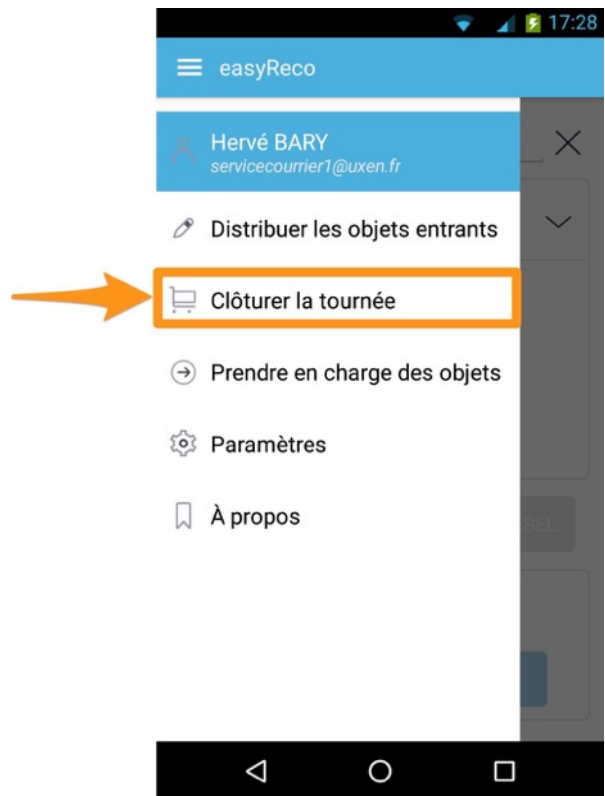 17:28
easyReco
Hervé BARY
servicecourrier1@uxen.fr
Distribuer les objets entrants
Clôturer la tournée
Prendre en charge des objets
Paramètres
SEL.
À propos